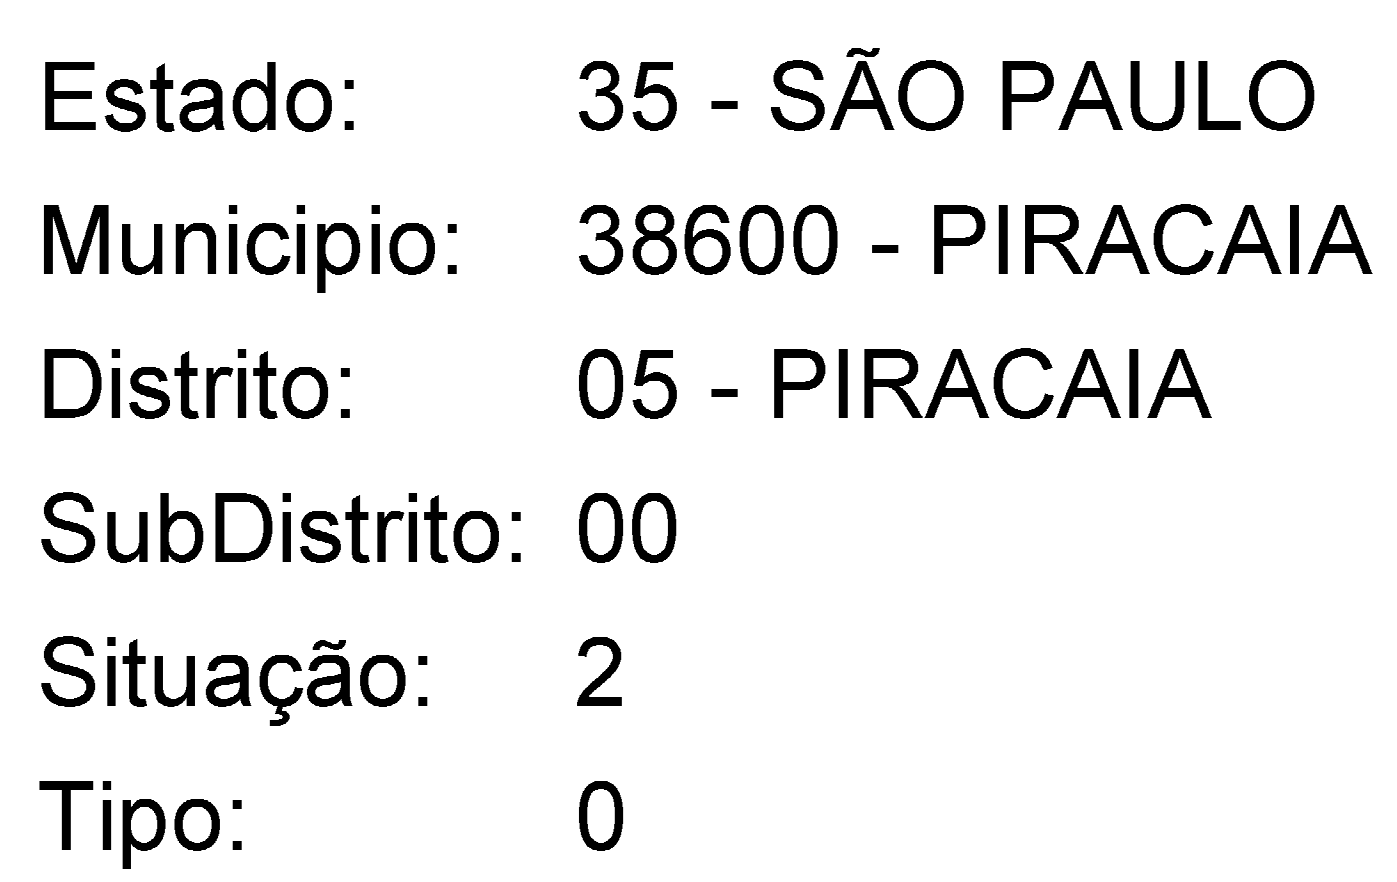 Estado: 35 - SÃO PAULO
Municipio: 38600 - PIRACAIA
Distrito: 05 - PIRACAIA
SubDistrito: 00
Situação: 2
Tipo: 0